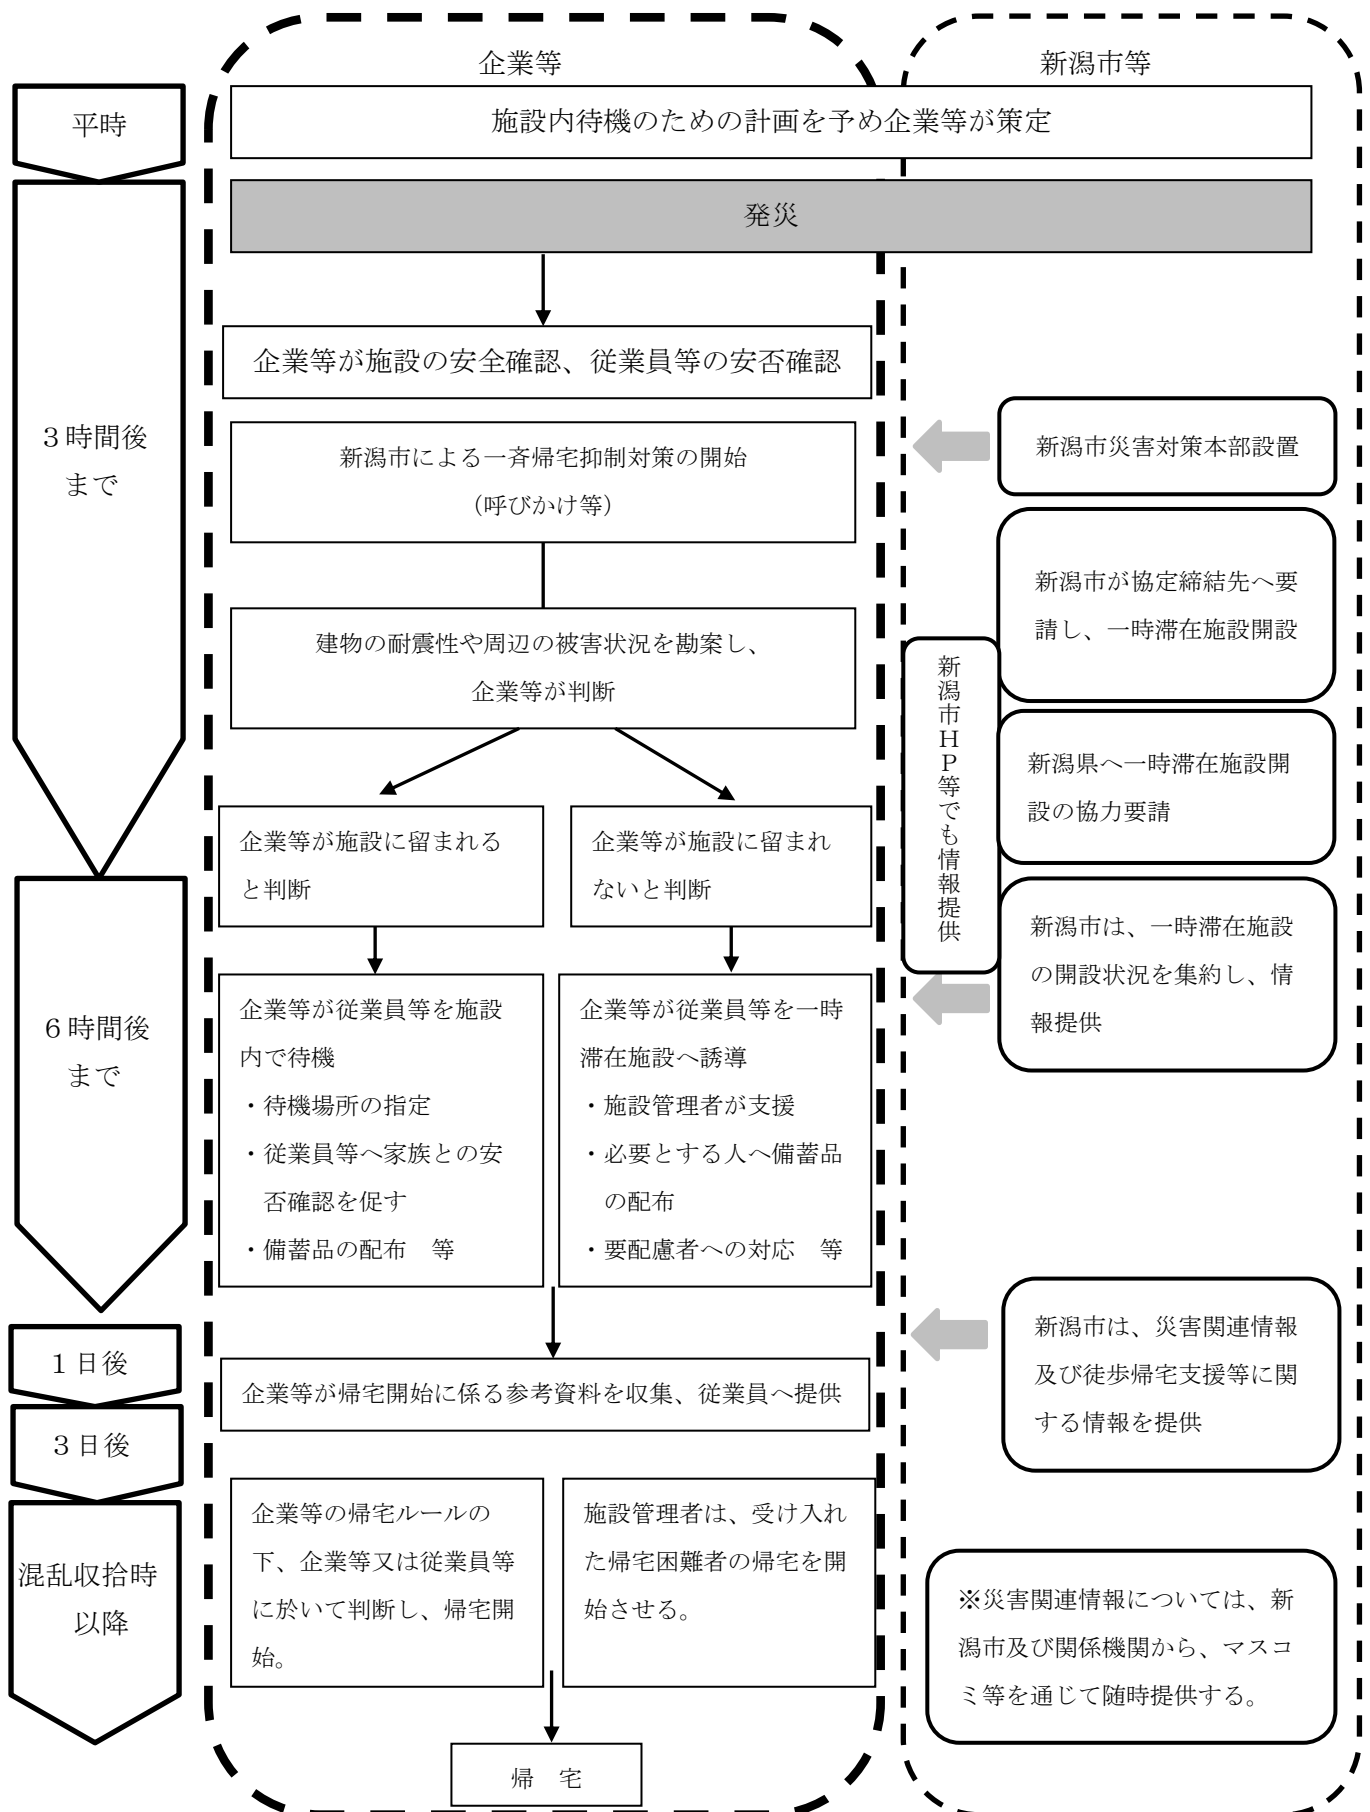 企業等
新潟市等
平時
施設内待機のための計画を予め企業等が策定
発災
3時間後
まで
企業等が施設の安全確認、従業員等の安否確認
新潟市による一斉帰宅抑制対策の開始
（呼びかけ等）
新潟市災害対策本部設置
建物の耐震性や周辺の被害状況を勘案し、
企業等が判断
新潟市が協定締結先へ要
請し、一時滞在施設開設
新潟市ＨＰ等でも情報提供
新潟県へ一時滞在施設開
設の協力要請
企業等が施設に留まれる
と判断
企業等が施設に留まれ
ないと判断
新潟市は、一時滞在施設
の開設状況を集約し、情
報提供
6時間後
まで
企業等が従業員等を施設
内で待機
・待機場所の指定
・従業員等へ家族との安
否確認を促す
・備蓄品の配布　等
企業等が従業員等を一時
滞在施設へ誘導
・施設管理者が支援
・必要とする人へ備蓄品
の配布
・要配慮者への対応　等
1日後
企業等が帰宅開始に係る参考資料を収集、従業員へ提供
新潟市は、災害関連情報
及び徒歩帰宅支援等に関
する情報を提供
3日後
混乱収拾時
以降
企業等の帰宅ルールの
下、企業等又は従業員等
に於いて判断し、帰宅開
始。
施設管理者は、受け入れ
た帰宅困難者の帰宅を開
始させる。
※災害関連情報については、新
潟市及び関係機関から、マスコ
ミ等を通じて随時提供する。
帰　宅